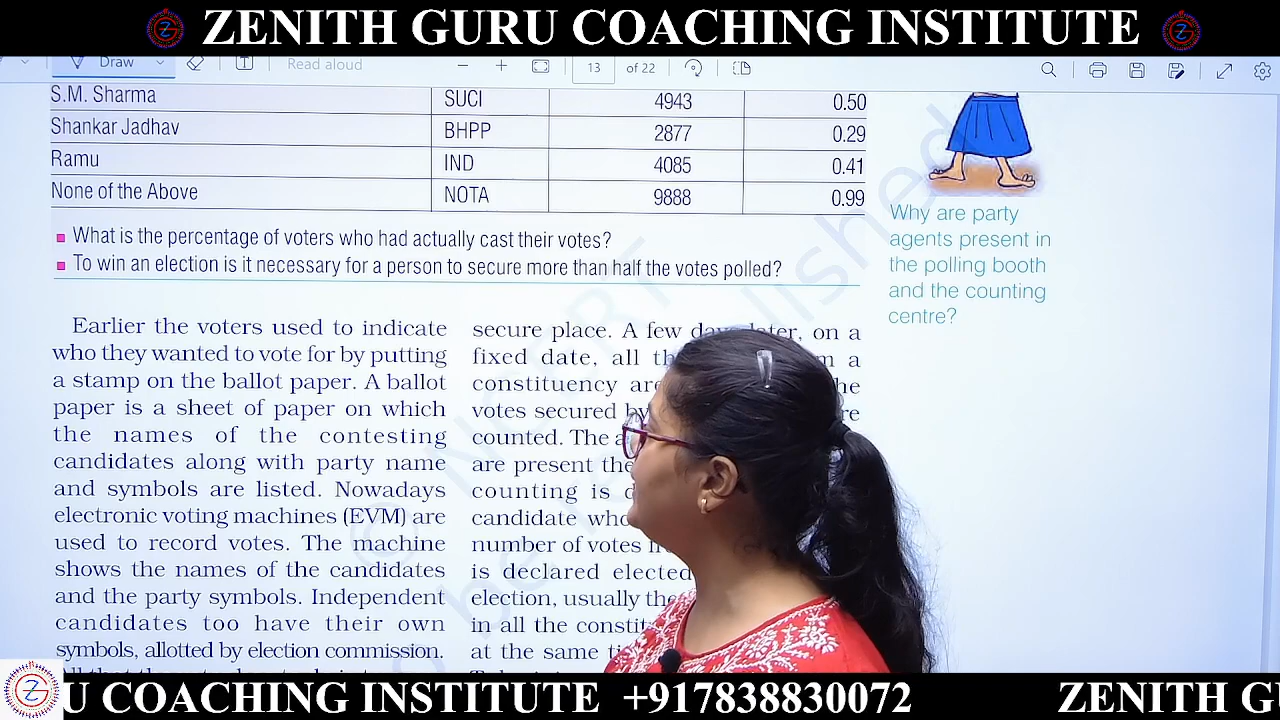 ZENITH GURU COACHING INSTITUTE
Draw
Read aloud
13 of 22
S.M. Sharma SUCI 4943 0.50
Shankar Jadhav BHPP 2877 0.29
Ramu IND 4085 0.41
None of the Above NOTA 9888 0.99
What is the percentage of voters who had actually cast their votes?
To win an election is it necessary for a person to secure more than half the votes polled?
Why are party
agents present in
the polling booth
and the counting
centre?
Earlier the voters used to indicate
who they wanted to vote for by putting
a stamp on the ballot paper. A ballot
paper is a sheet of paper on which
the names of the contesting
candidates along with party name
and symbols are listed. Nowadays
electronic voting machines (EVM) are
used to record votes. The machine
shows the names of the candidates
and the party symbols. Independent
candidates too have their own
symbols, allotted by election commission.
secure place. A few days later, on a
fixed date, all a
constituency are
votes secured by
counted. The
are present
counting is
candidate
number of votes
is declared elected
election, usually
in all the
at the same
© NCERT
U COACHING INSTITUTE +917838830072 ZENITH G